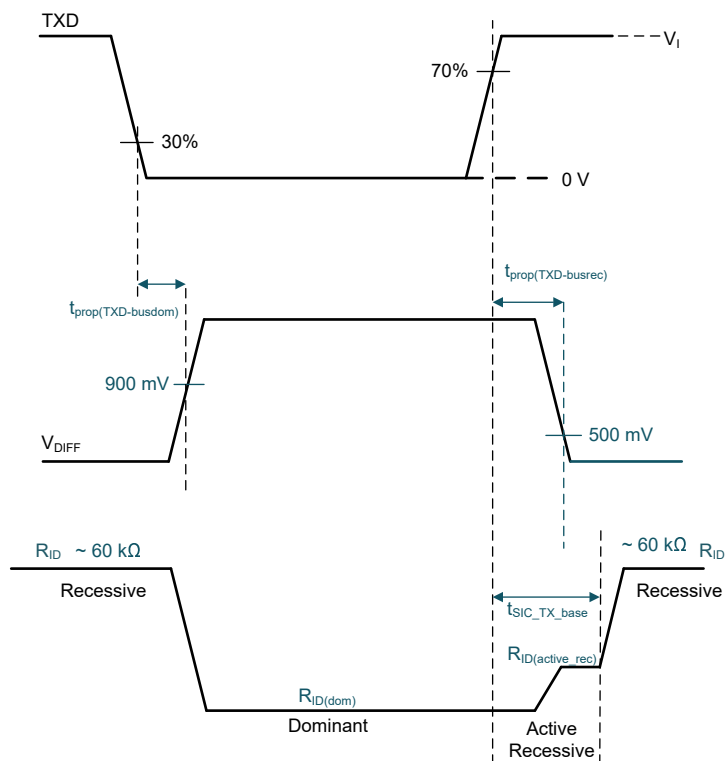 TXD
V_I
70%
30%
0 V
t_prop(TXD-busrec)
t_prop(TXD-busdom)
900 mV
500 mV
V_DIFF
R_ID ~ 60 kΩ
~ 60 kΩ R_ID
Recessive
Recessive
t_SIC_TX_base
R_ID(active_rec)
R_ID(dom)
Dominant
Active
Recessive